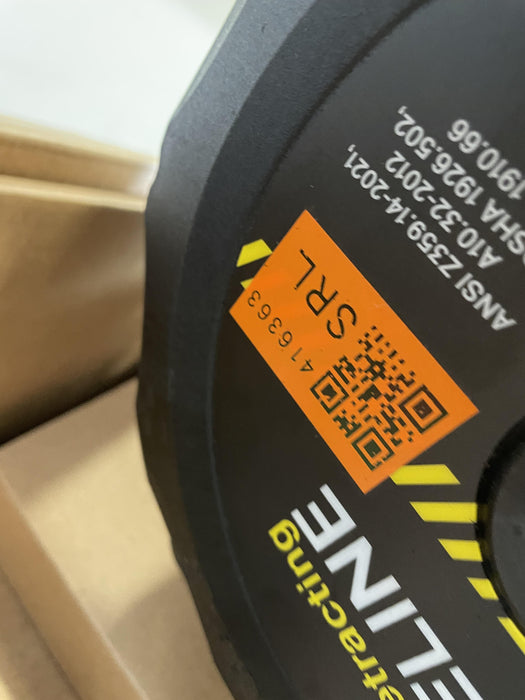 ANSI Z359.14-2021,
A10.32-2012
OSHA 1926.502,
1910.66
416363
SRL
etracting
ELINE